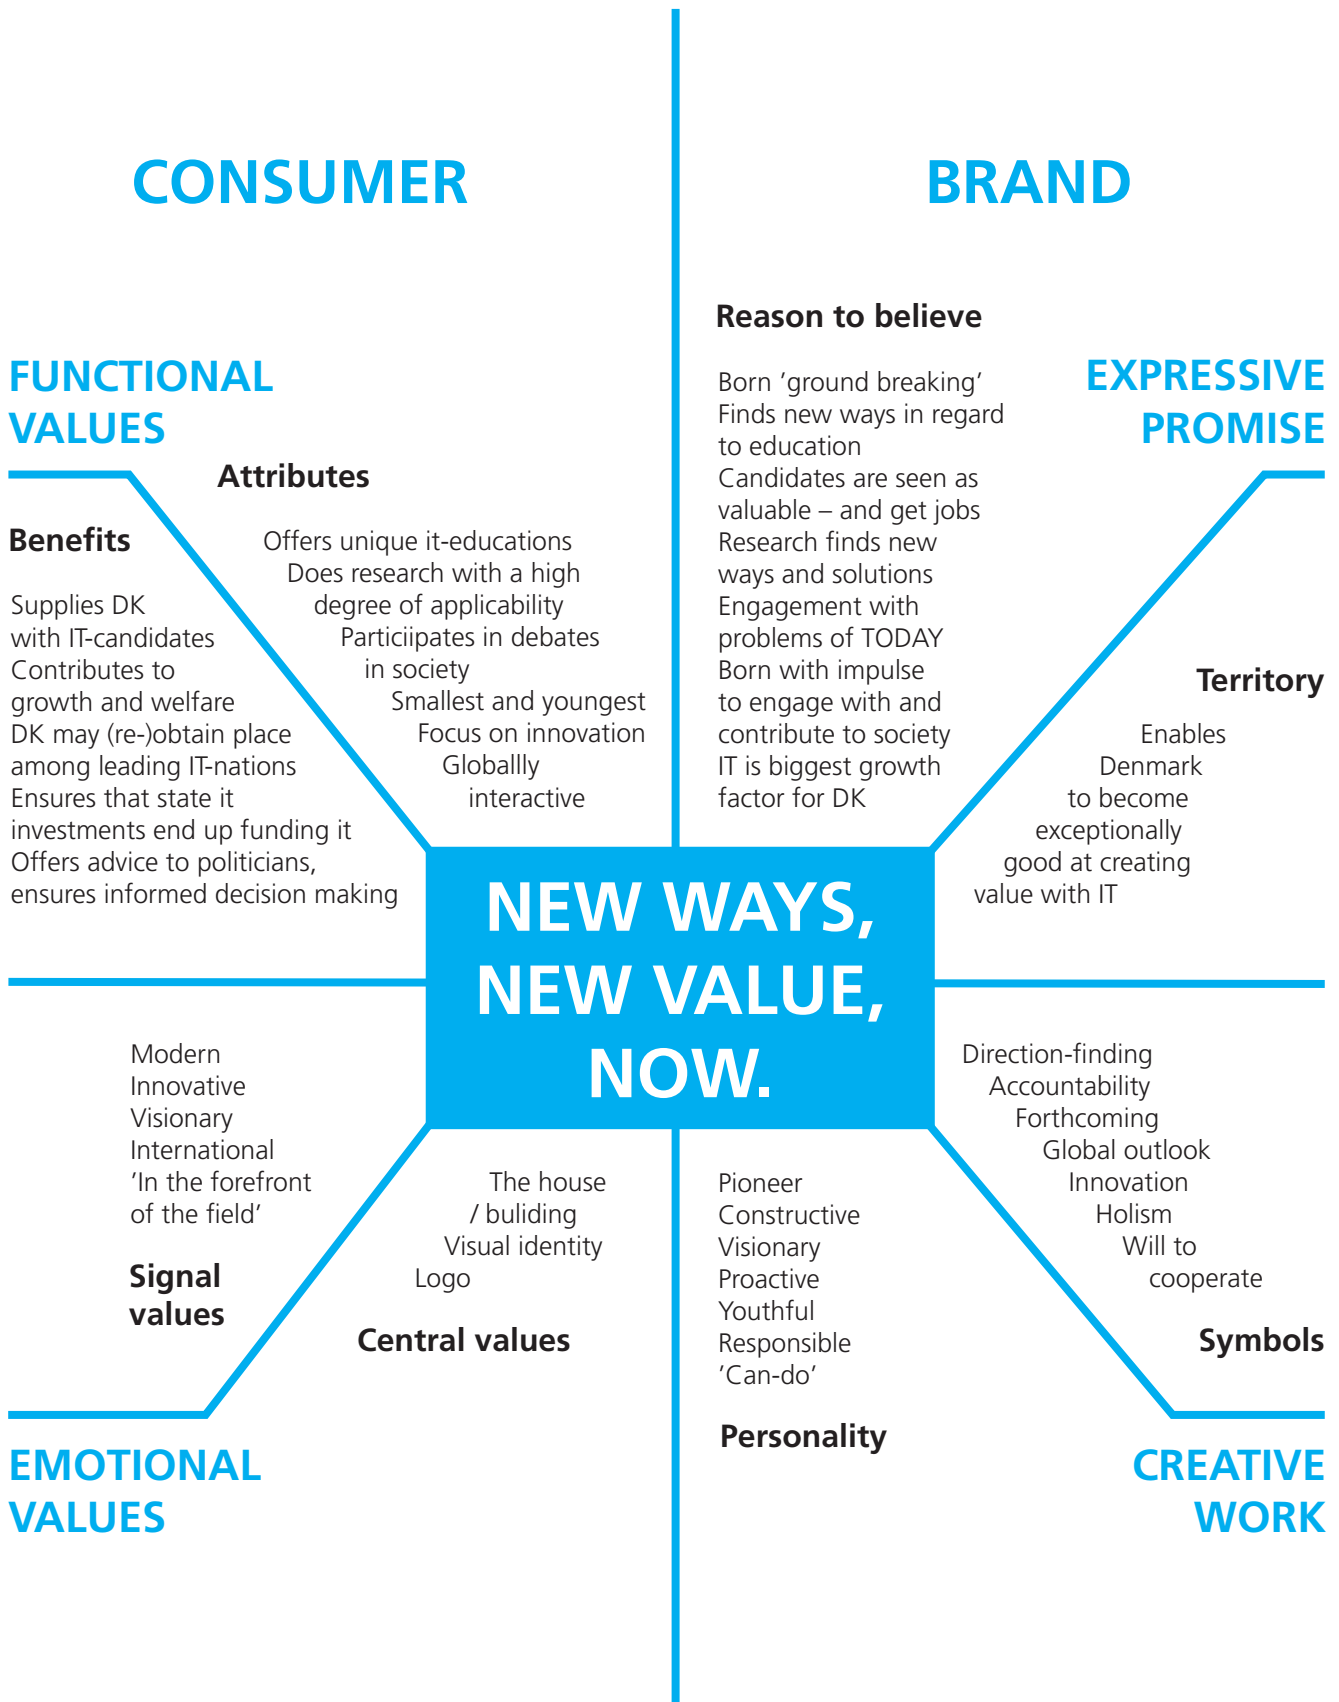 CONSUMER
BRAND
FUNCTIONAL
VALUES
Attributes
Offers unique it-educations
Does research with a high
degree of applicability
Particiipates in debates
in society
Smallest and youngest
Focus on innovation
Globallly
interactive
Benefits
Supplies DK
with IT-candidates
Contributes to
growth and welfare
DK may (re-)obtain place
among leading IT-nations
Ensures that state it
investments end up funding it
Offers advice to politicians,
ensures informed decision making
Reason to believe
Born ’ground breaking’
Finds new ways in regard
to education
Candidates are seen as
valuable – and get jobs
Research finds new
ways and solutions
Engagement with
problems of TODAY
Born with impulse
to engage with and
contribute to society
IT is biggest growth
factor for DK
EXPRESSIVE
PROMISE
Territory
Enables
Denmark
to become
exceptionally
good at creating
value with IT
NEW WAYS,
NEW VALUE,
NOW.
Modern
Innovative
Visionary
International
’In the forefront
of the field’
Signal
values
The house
/ buliding
Visual identity
Logo
Central values
EMOTIONAL
VALUES
Pioneer
Constructive
Visionary
Proactive
Youthful
Responsible
’Can-do’
Personality
Direction-finding
Accountability
Forthcoming
Global outlook
Innovation
Holism
Will to
cooperate
Symbols
CREATIVE
WORK